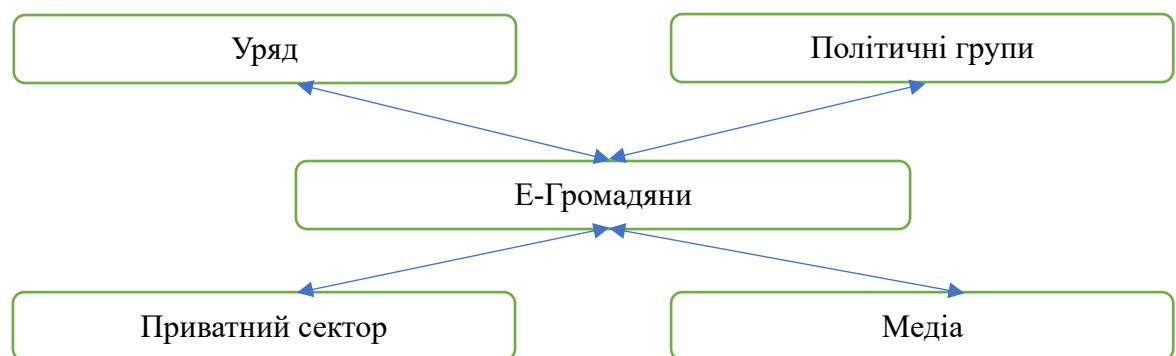 Уряд
Політичні групи
Е-Громадяни
Приватний сектор
Медіа